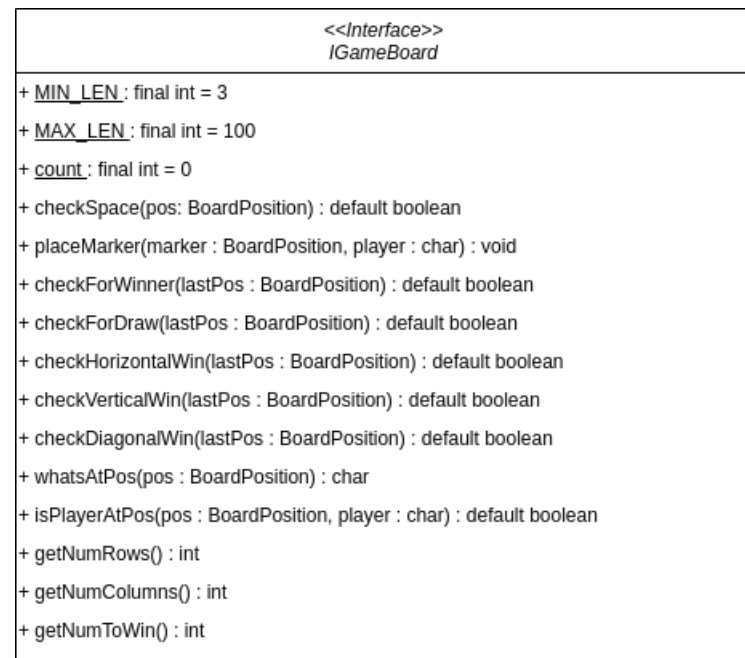 <<Interface>>
IGameBoard
+ MIN_LEN : final int = 3
+ MAX_LEN : final int = 100
+ count : final int = 0
+ checkSpace(pos: BoardPosition) : default boolean
+ placeMarker(marker : BoardPosition, player : char) : void
+ checkForWinner(lastPos : BoardPosition) : default boolean
+ checkForDraw(lastPos : BoardPosition) : default boolean
+ checkHorizontalWin(lastPos : BoardPosition) : default boolean
+ checkVerticalWin(lastPos : BoardPosition) : default boolean
+ checkDiagonalWin(lastPos : BoardPosition) : default boolean
+ whatsAtPos(pos : BoardPosition) : char
+ isPlayerAtPos(pos : BoardPosition, player : char) : default boolean
+ getNumRows() : int
+ getNumColumns() : int
+ getNumToWin() : int